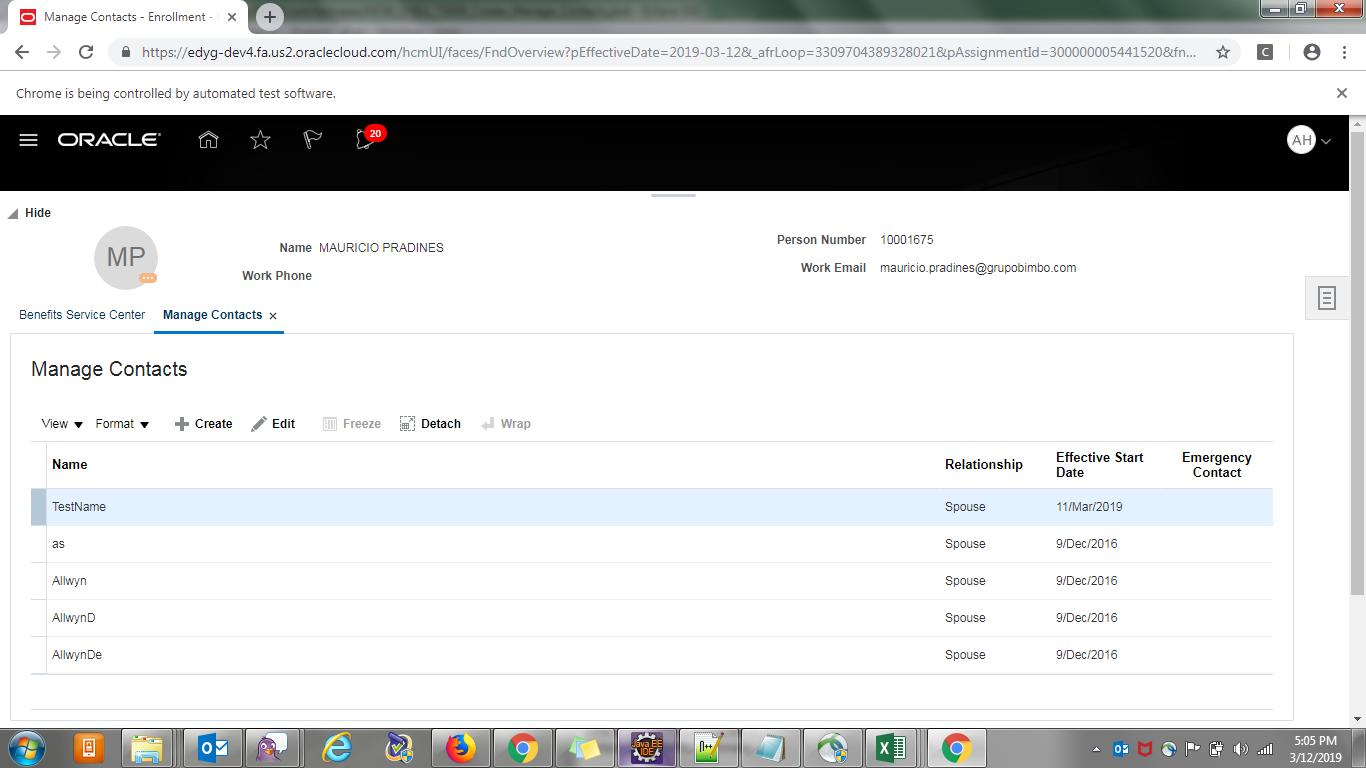 Manage Contacts - Enrollment -
https://edyg-dev4.fa.us2.oraclecloud.com/hcmUI/faces/FndOverview?pEffectiveDate=2019-03-12&_afrLoop=3309704389328021&pAssignmentId=300000005441520&fn...
C
Chrome is being controlled by automated test software.
ORACLE
20
AH
Hide
MP
Name MAURICIO PRADINES
Person Number 10001675
Work Phone
Work Email mauricio.pradines@grupobimbo.com
Benefits Service Center Manage Contacts
Manage Contacts
View Format Create Edit Freeze Detach Wrap
Name Relationship Effective Start Date Emergency Contact
TestName Spouse 11/Mar/2019
as Spouse 9/Dec/2016
Allwyn Spouse 9/Dec/2016
AllwynD Spouse 9/Dec/2016
AllwynDe Spouse 9/Dec/2016
Java EE
IDE
5:05 PM
3/12/2019